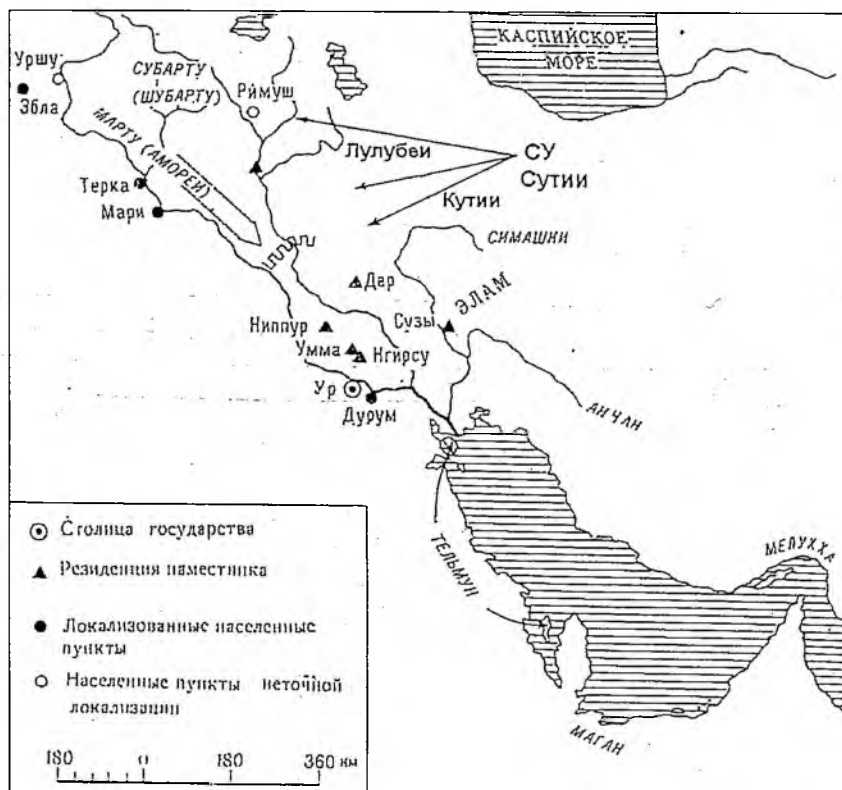 КАСПИЙСКОЕ
МОРЕ
Уршу
Эбла
СУБАРТУ
(ШУБАРТУ)
Римуш
МАРТУ (АМОРЕИ)
Лулубеи
СУ
Сутии
Кутии
Терка
Мари
СИМАШКИ
Дар
ЭЛАМ
Ниппур
Сузы
Умма
Нгирсу
Ур
Дурум
АНЧАН
ТЕЛЬМУН
МЕЛУХХА
МАГАН
Столица государства
Резиденция наместника
Локализованные населенные
пункты
Населенные пункты неточной
локализации
180 0 180 360 км